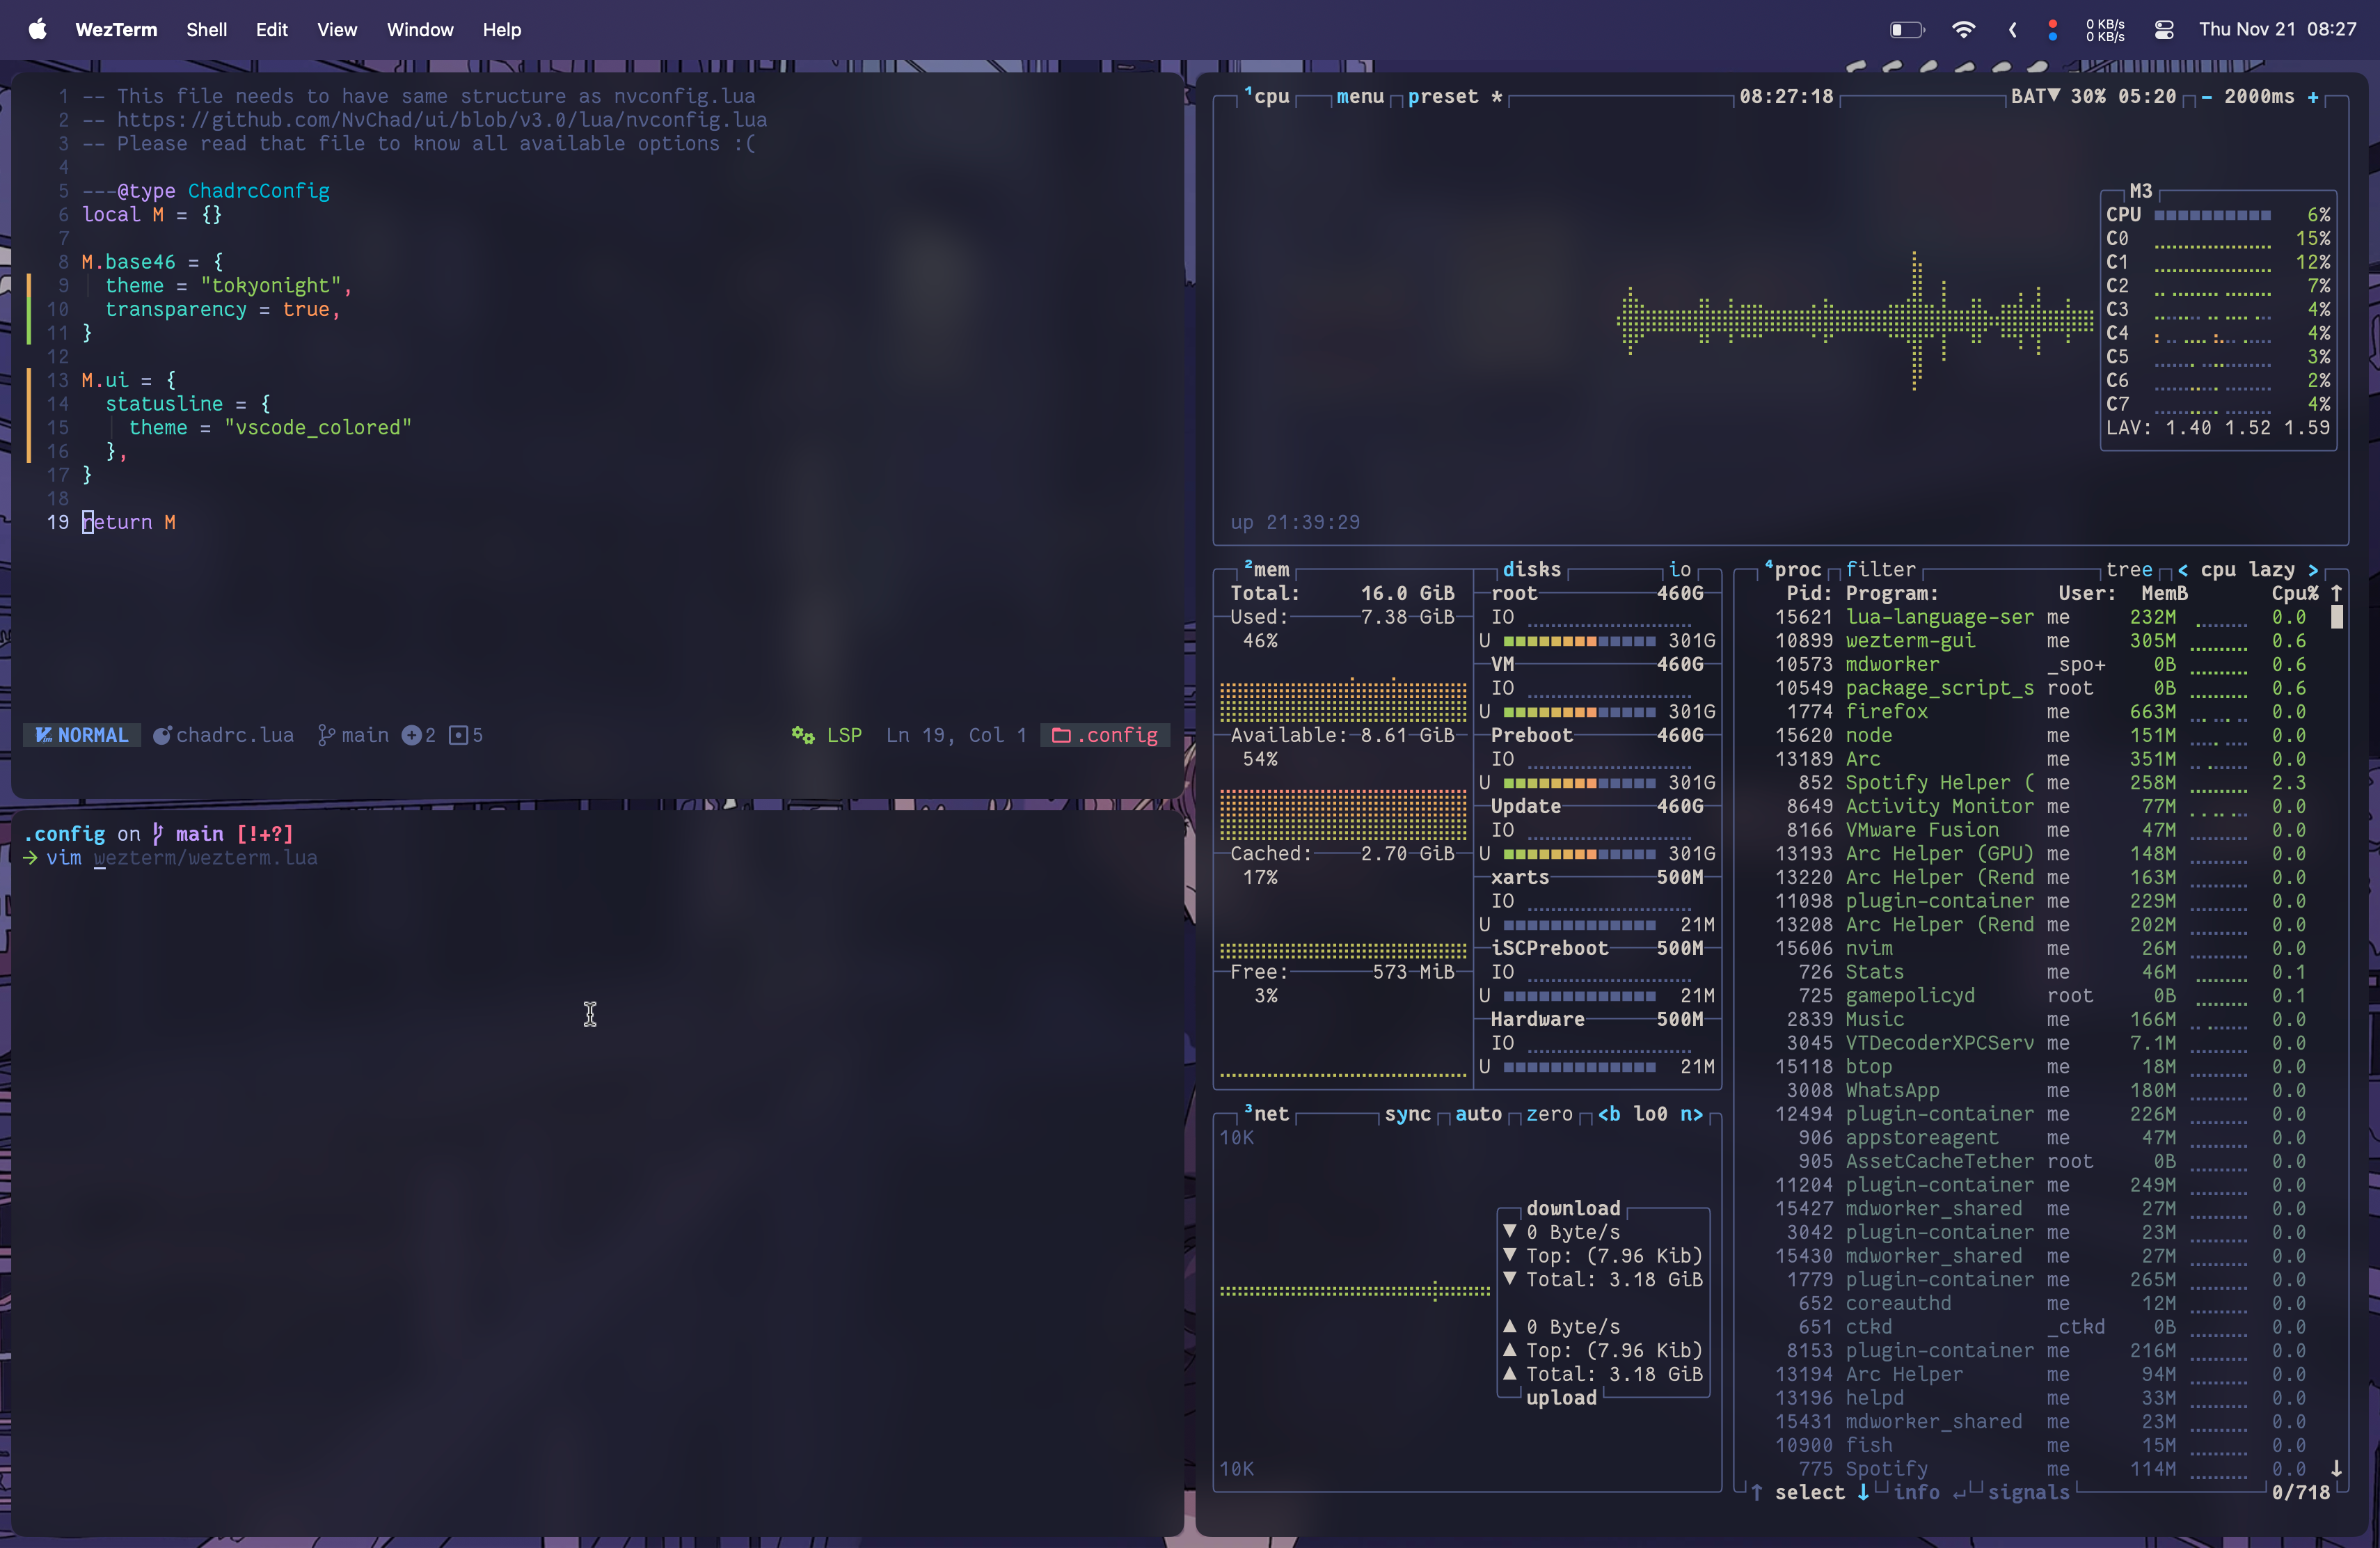 WezTerm Shell Edit View Window Help
0 KB/s
0 KB/s
Thu Nov 21 08:27
1 -- This file needs to have same structure as nvconfig.lua
2 -- https://github.com/NvChad/ui/blob/v3.0/lua/nvconfig.lua
3 -- Please read that file to know all available options :(
4
5 ---@type ChadrcConfig
6 local M = {}
7
8 M.base46 = {
9 theme = "tokyonight",
10 transparency = true,
11 }
12
13 M.ui = {
14 statusline = {
15 theme = "vscode_colored"
16 },
17 }
18
19 return M
NORMAL chadrc.lua main 2 5 LSP Ln 19, Col 1 .config
.config on main [!+?]
→ vim wezterm/wezterm.lua
¹cpu menu preset * 08:27:18 BAT▼ 30% 05:20 - 2000ms +
M3
CPU 6%
C0 15%
C1 12%
C2 7%
C3 4%
C4 4%
C5 3%
C6 2%
C7 4%
LAV: 1.40 1.52 1.59
up 21:39:29
²mem
Total: 16.0 GiB
Used: 7.38 GiB
46%
Available: 8.61 GiB
54%
Cached: 2.70 GiB
17%
Free: 573 MiB
3%
disks io
root 460G
IO
U 301G
VM 460G
IO
U 301G
Preboot 460G
IO
U 301G
Update 460G
IO
U 301G
xarts 500M
IO
U 21M
iSCPreboot 500M
IO
U 21M
Hardware 500M
IO
U 21M
³net sync auto zero <b lo0 n>
10K
download
▼ 0 Byte/s
▼ Top: (7.96 Kib)
▼ Total: 3.18 GiB
▲ 0 Byte/s
▲ Top: (7.96 Kib)
▲ Total: 3.18 GiB
upload
10K
⁴proc filter tree < cpu lazy >
Pid: Program: User: MemB Cpu% ↑
15621 lua-language-ser me 232M 0.0
10899 wezterm-gui me 305M 0.6
10573 mdworker _spo+ 0B 0.6
10549 package_script_s root 0B 0.6
1774 firefox me 663M 0.0
15620 node me 151M 0.0
13189 Arc me 351M 0.0
852 Spotify Helper ( me 258M 2.3
8649 Activity Monitor me 77M 0.0
8166 VMware Fusion me 47M 0.0
13193 Arc Helper (GPU) me 148M 0.0
13220 Arc Helper (Rend me 163M 0.0
11098 plugin-container me 229M 0.0
13208 Arc Helper (Rend me 202M 0.0
15606 nvim me 26M 0.0
726 Stats me 46M 0.1
725 gamepolicyd root 0B 0.1
2839 Music me 166M 0.0
3045 VTDecoderXPCServ me 7.1M 0.0
15118 btop me 18M 0.0
3008 WhatsApp me 180M 0.0
12494 plugin-container me 226M 0.0
906 appstoreagent me 47M 0.0
905 AssetCacheTether root 0B 0.0
11204 plugin-container me 249M 0.0
15427 mdworker_shared me 27M 0.0
3042 plugin-container me 23M 0.0
15430 mdworker_shared me 27M 0.0
1779 plugin-container me 265M 0.0
652 coreauthd me 12M 0.0
651 ctkd _ctkd 0B 0.0
8153 plugin-container me 216M 0.0
13194 Arc Helper me 94M 0.0
13196 helpd me 33M 0.0
15431 mdworker_shared me 23M 0.0
10900 fish me 15M 0.0
775 Spotify me 114M 0.0 ↓
↑ select ↓ info ↵ signals 0/718